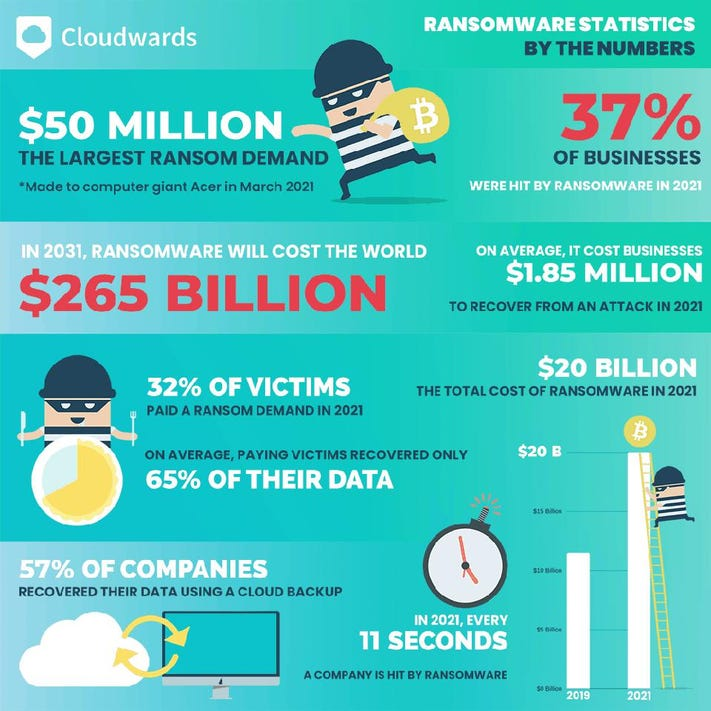 Cloudwards
RANSOMWARE STATISTICS
BY THE NUMBERS
$50 MILLION
THE LARGEST RANSOM DEMAND
*Made to computer giant Acer in March 2021
37%
OF BUSINESSES
WERE HIT BY RANSOMWARE IN 2021
IN 2031, RANSOMWARE WILL COST THE WORLD
$265 BILLION
ON AVERAGE, IT COST BUSINESSES
$1.85 MILLION
TO RECOVER FROM AN ATTACK IN 2021
32% OF VICTIMS
PAID A RANSOM DEMAND IN 2021
ON AVERAGE, PAYING VICTIMS RECOVERED ONLY
65% OF THEIR DATA
$20 BILLION
THE TOTAL COST OF RANSOMWARE IN 2021
$20 B
$15 Billion
$10 Billion
$5 Billion
$0 Billion
2019
2021
57% OF COMPANIES
RECOVERED THEIR DATA USING A CLOUD BACKUP
IN 2021, EVERY
11 SECONDS
A COMPANY IS HIT BY RANSOMWARE